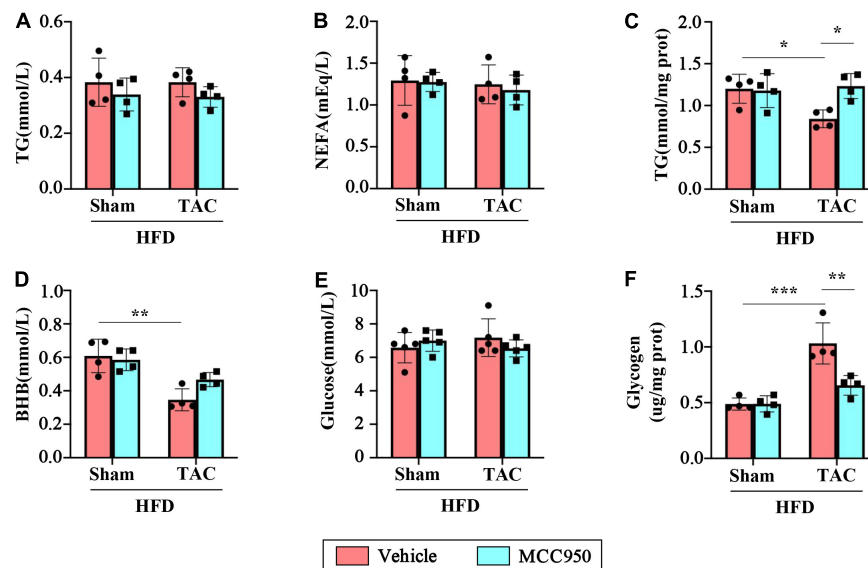 A
TG(mmol/L)
0.6
0.4
0.2
0.0
Sham TAC
HFD
B
NEFA(mEq/L)
2.0
1.5
1.0
0.5
0.0
Sham TAC
HFD
C
TG(mmol/mg prot)
2.0
1.5
1.0
0.5
0.0
* *
Sham TAC
HFD
D
BHB(mmol/L)
1.0
0.8
0.6
0.4
0.2
0.0
**
Sham TAC
HFD
E
Glucose(mmol/L)
10
8
6
4
2
0
Sham TAC
HFD
F
Glycogen
(ug/mg prot)
1.5
1.0
0.5
0.0
*** **
Sham TAC
HFD
Vehicle MCC950